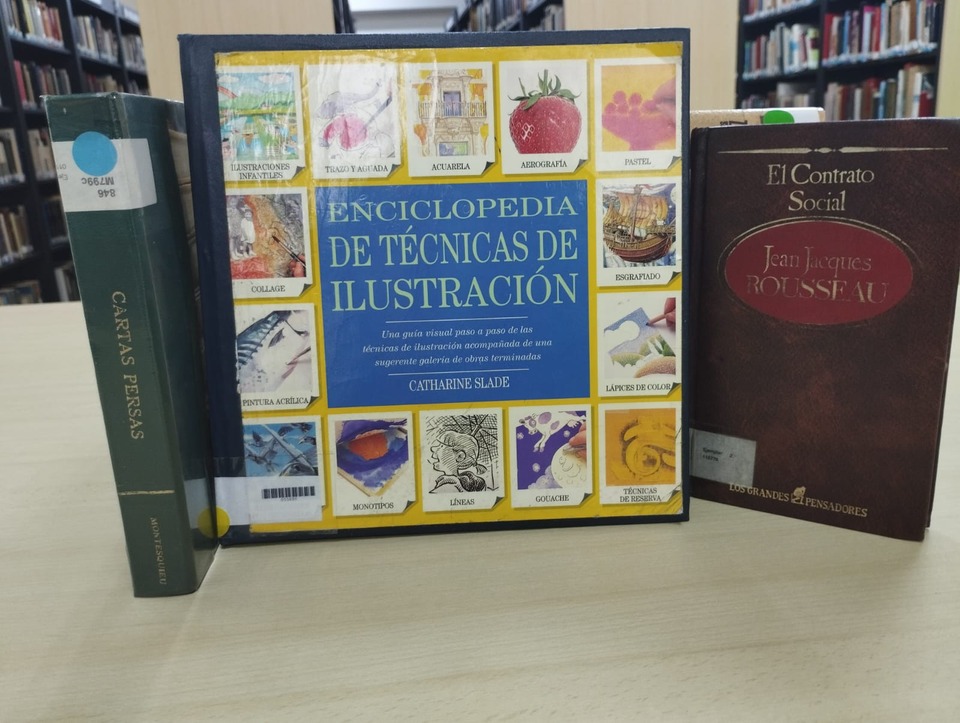 846
M799c
CARTAS PERSAS
MONTESQUIEU
ILUSTRACIONES
INFANTILES
TRAZO Y AGUADA
ACUARELA
AEROGRAFÍA
PASTEL
COLLAGE
ENCICLOPEDIA
DE TÉCNICAS DE
ILUSTRACIÓN
Una guía visual paso a paso de las
técnicas de ilustración acompañada de una
sugerente galería de obras terminadas
CATHARINE SLADE
ESGRAFIADO
PINTURA ACRÍLICA
LÁPICES DE COLOR
MONOTIPOS
LÍNEAS
GOUACHE
TÉCNICAS
DE RESERVA
El Contrato
Social
Jean Jacques
ROUSSEAU
Ejemplar
LOS GRANDES PENSADORES